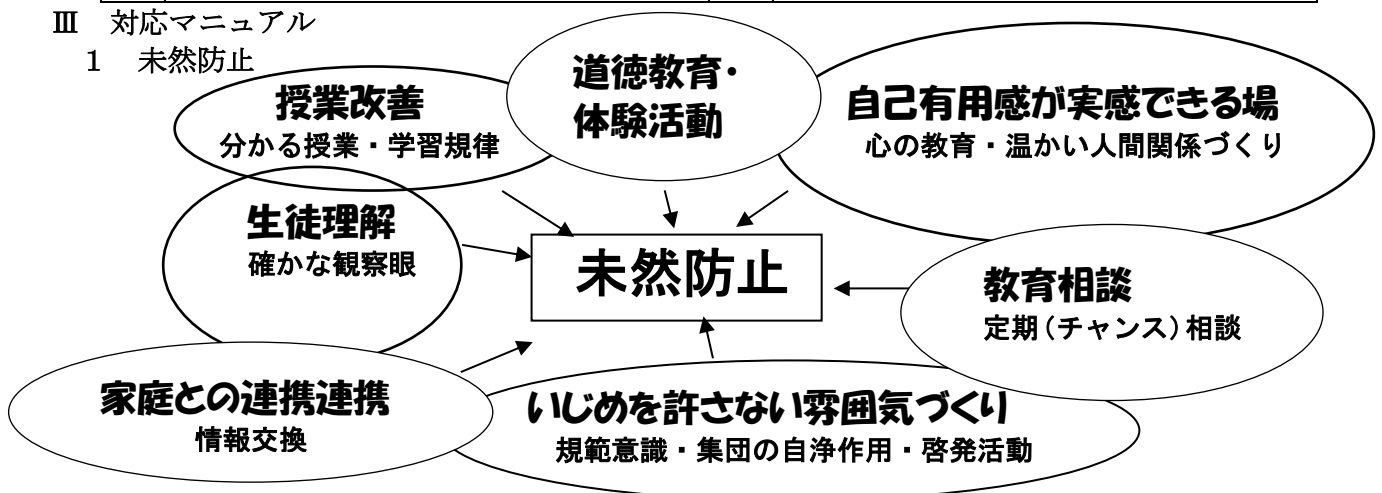 Ⅲ　対応マニュアル
１　未然防止
授業改善
分かる授業・学習規律
道徳教育・
体験活動
自己有用感が実感できる場
心の教育・温かい人間関係づくり
生徒理解
確かな観察眼
未然防止
教育相談
定期(チャンス)相談
家庭との連携連携
情報交換
いじめを許さない雰囲気づくり
規範意識・集団の自浄作用・啓発活動